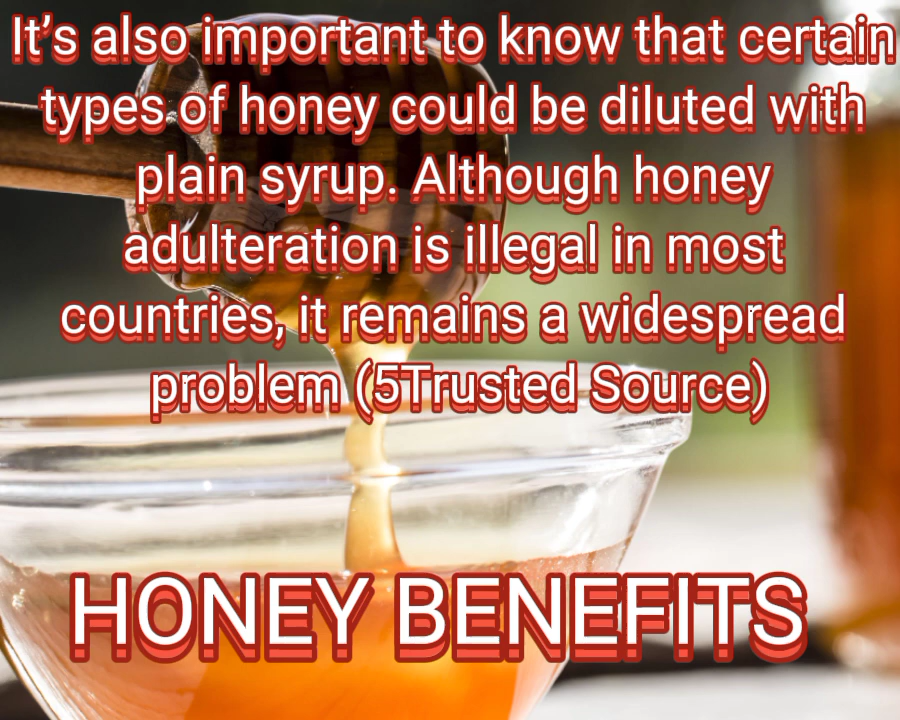 It’s also important to know that certain
types of honey could be diluted with
plain syrup. Although honey
adulteration is illegal in most
countries, it remains a widespread
problem (5Trusted Source)
HONEY BENEFITS